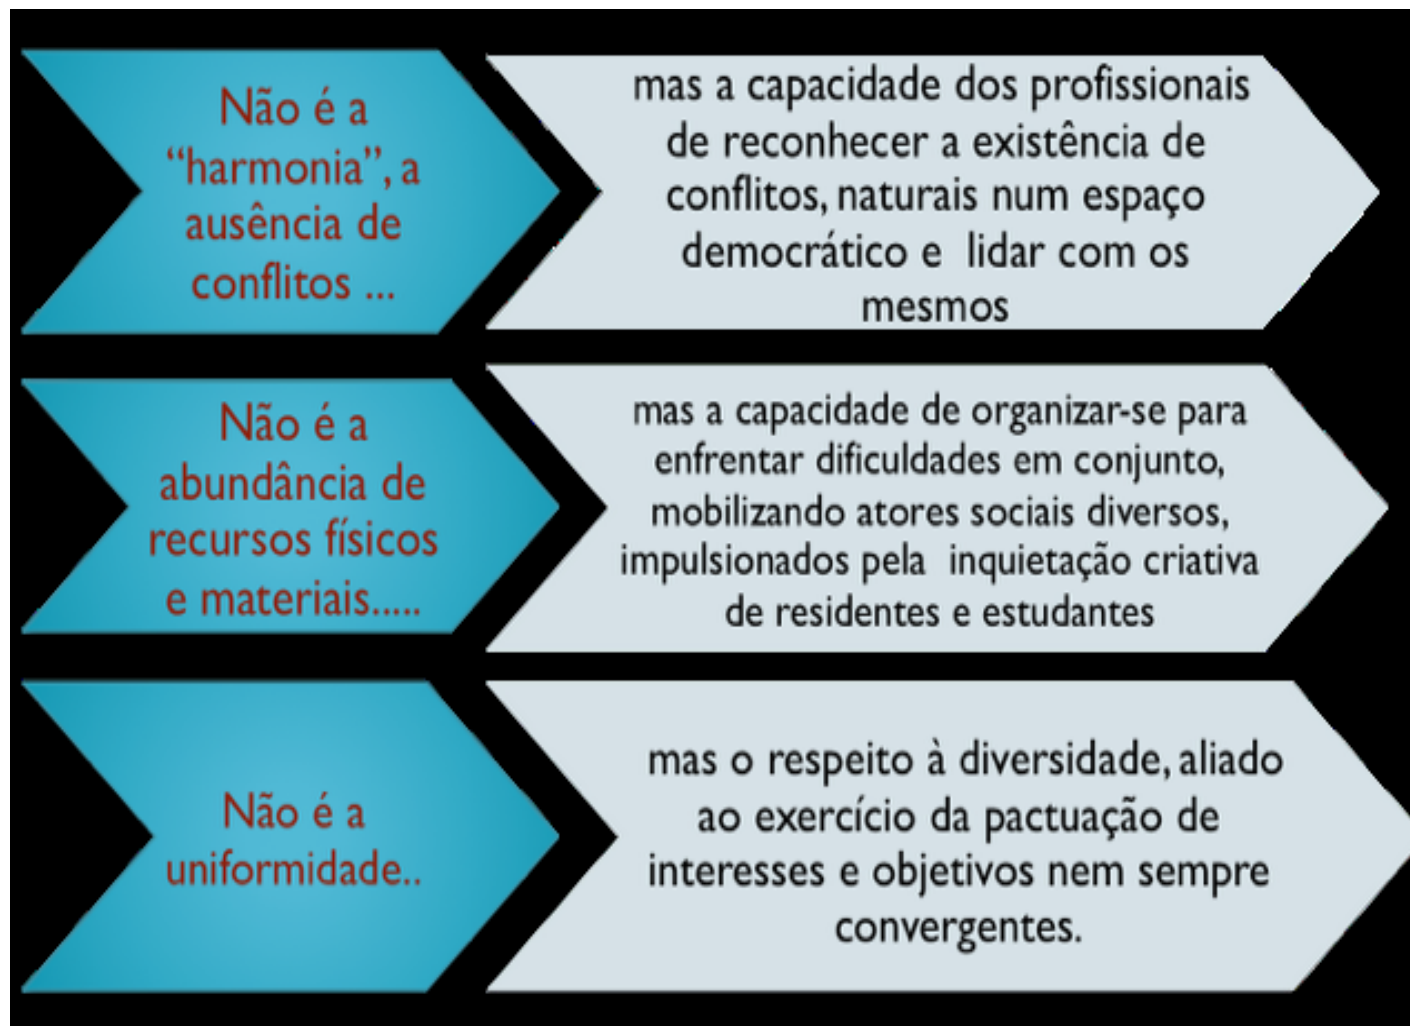 Não é a
“harmonia”, a
ausência de
conflitos ...
mas a capacidade dos profissionais
de reconhecer a existência de
conflitos, naturais num espaço
democrático e  lidar com os
mesmos
Não é a
abundância de
recursos físicos
e materiais.....
mas a capacidade de organizar-se para
enfrentar dificuldades em conjunto,
mobilizando atores sociais diversos,
impulsionados pela  inquietação criativa
de residentes e estudantes
Não é a
uniformidade..
mas o respeito à diversidade, aliado
ao exercício da pactuação de
interesses e objetivos nem sempre
convergentes.